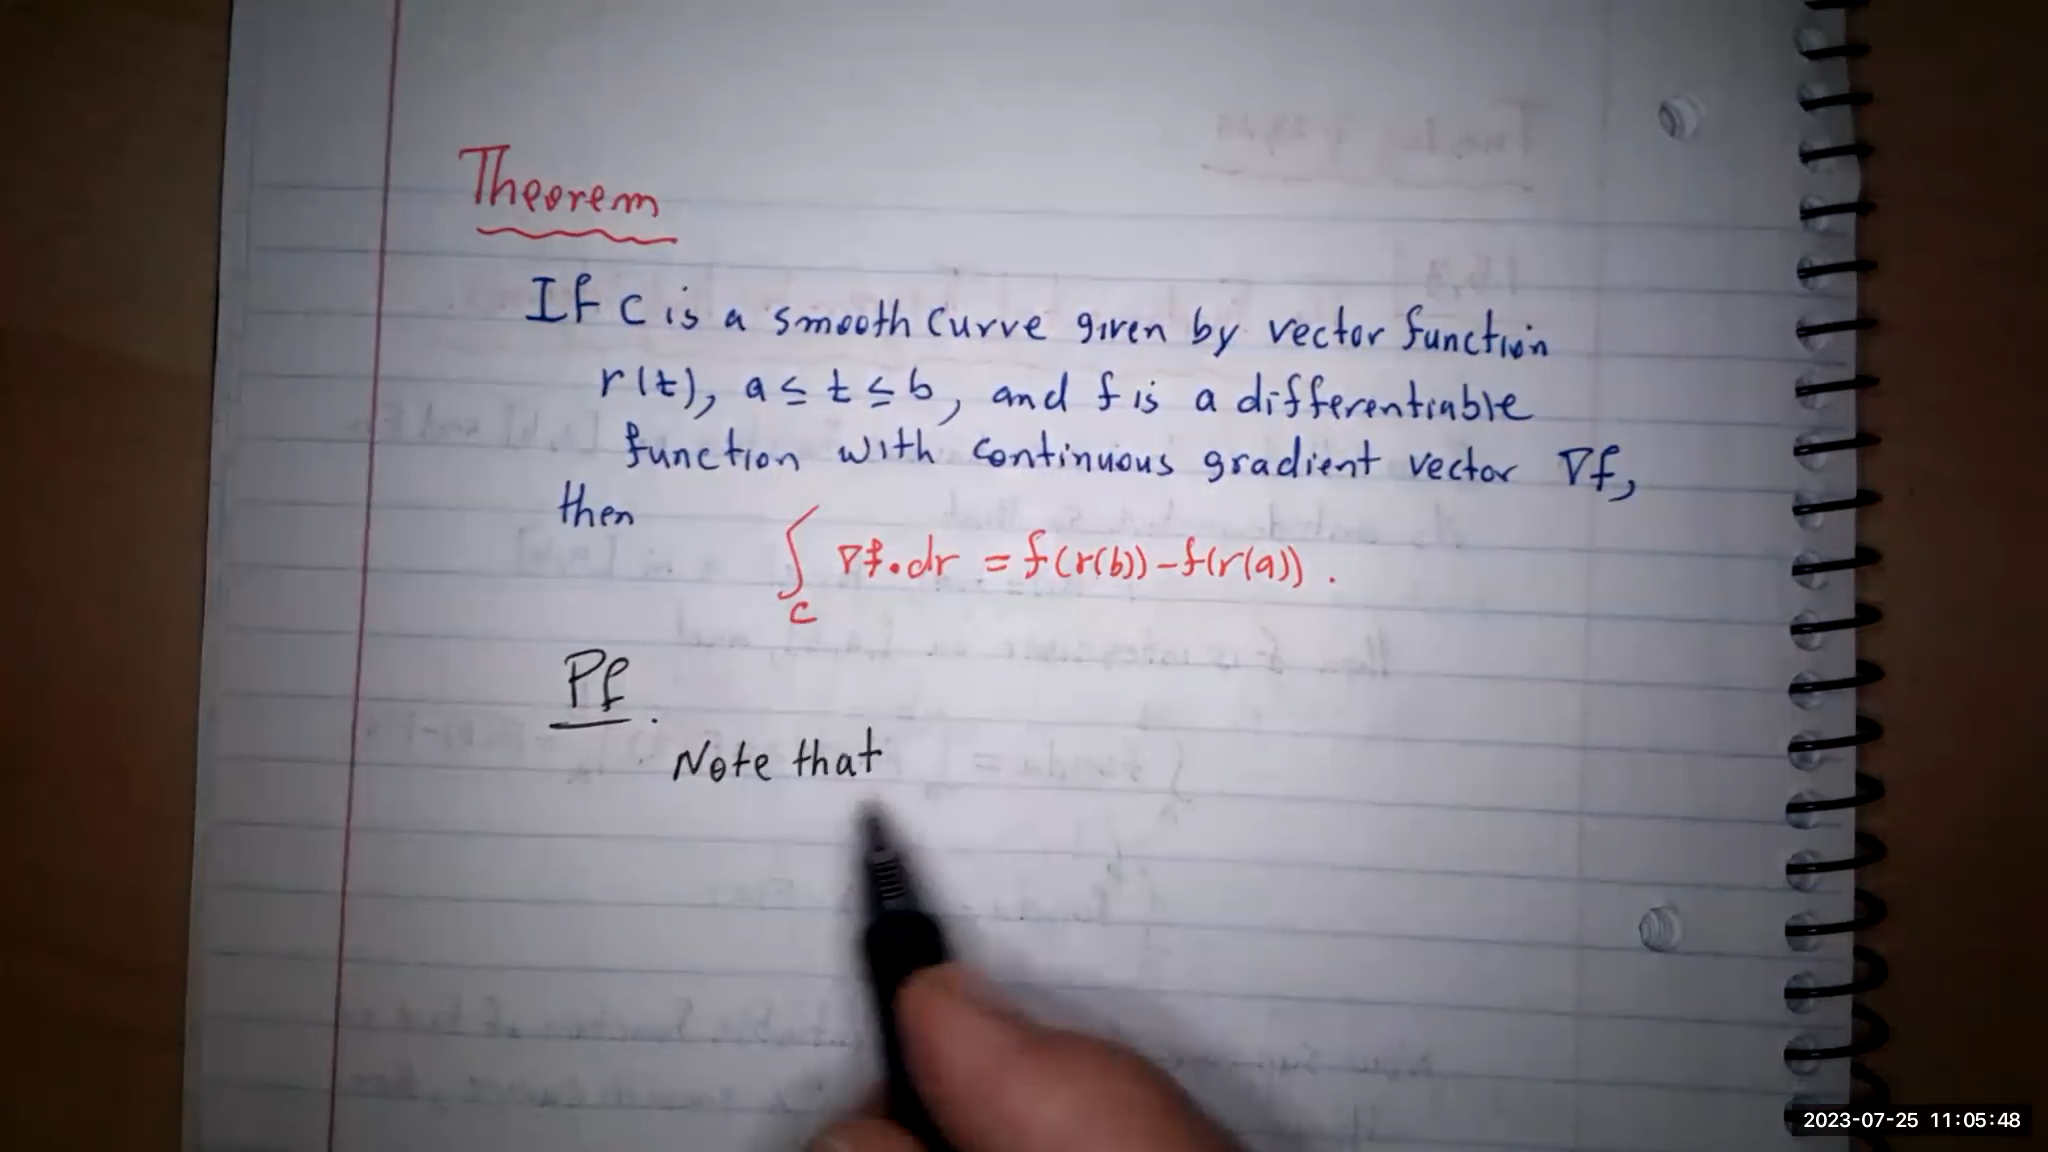 Theorem
If C is a smooth curve given by vector function
r(t), a ≤ t ≤ b, and f is a differentiable
function with continuous gradient vector ∇f,
then
∫_C ∇f · dr = f(r(b)) - f(r(a)).
Pf.
Note that
2023-07-25 11:05:48